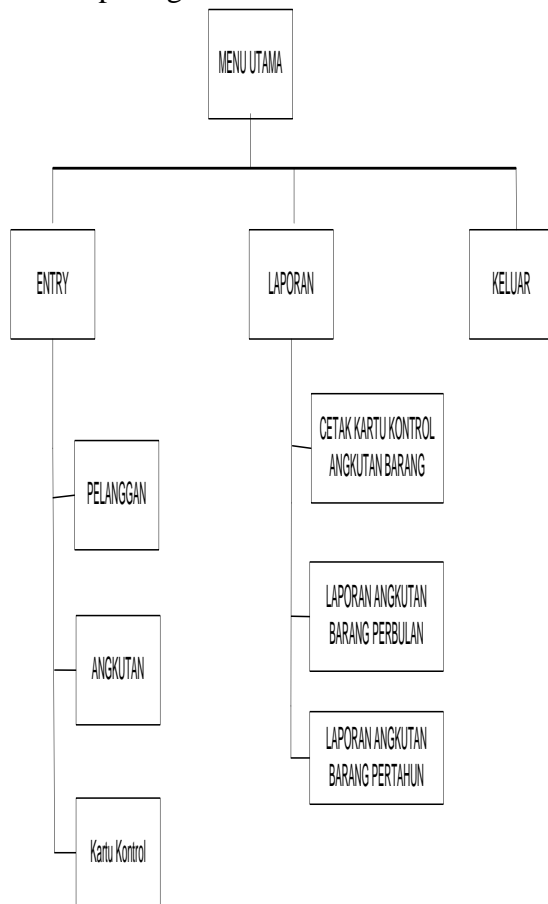 MENU UTAMA
ENTRY
LAPORAN
KELUAR
PELANGGAN
ANGKUTAN
Kartu Kontrol
CETAK KARTU KONTROL
ANGKUTAN BARANG
LAPORAN ANGKUTAN
BARANG PERBULAN
LAPORAN ANGKUTAN
BARANG PERTAHUN